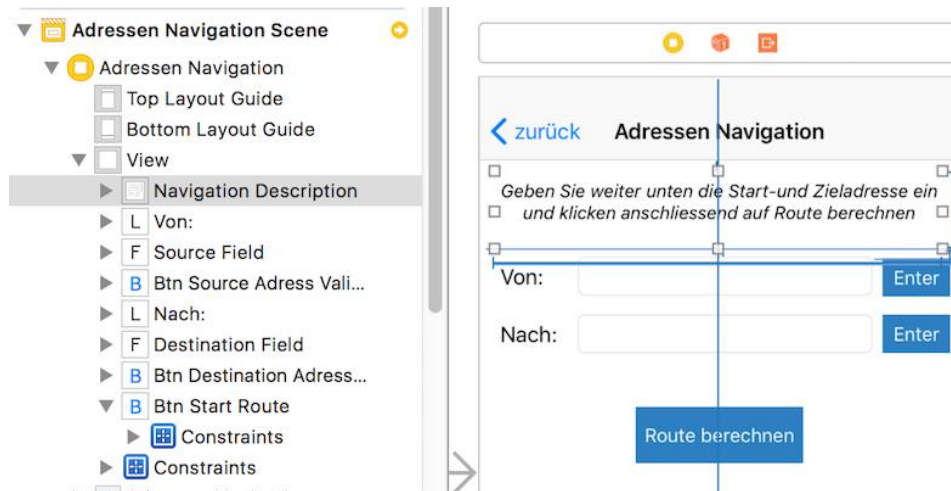 Adressen Navigation Scene
Adressen Navigation
Top Layout Guide
Bottom Layout Guide
View
Navigation Description
L Von:
F Source Field
B Btn Source Adress Vali...
L Nach:
F Destination Field
B Btn Destination Adress...
B Btn Start Route
Constraints
Constraints
zurück Adressen Navigation
Geben Sie weiter unten die Start-und Zieladresse ein
und klicken anschliessend auf Route berechnen
Von: Enter
Nach: Enter
Route berechnen